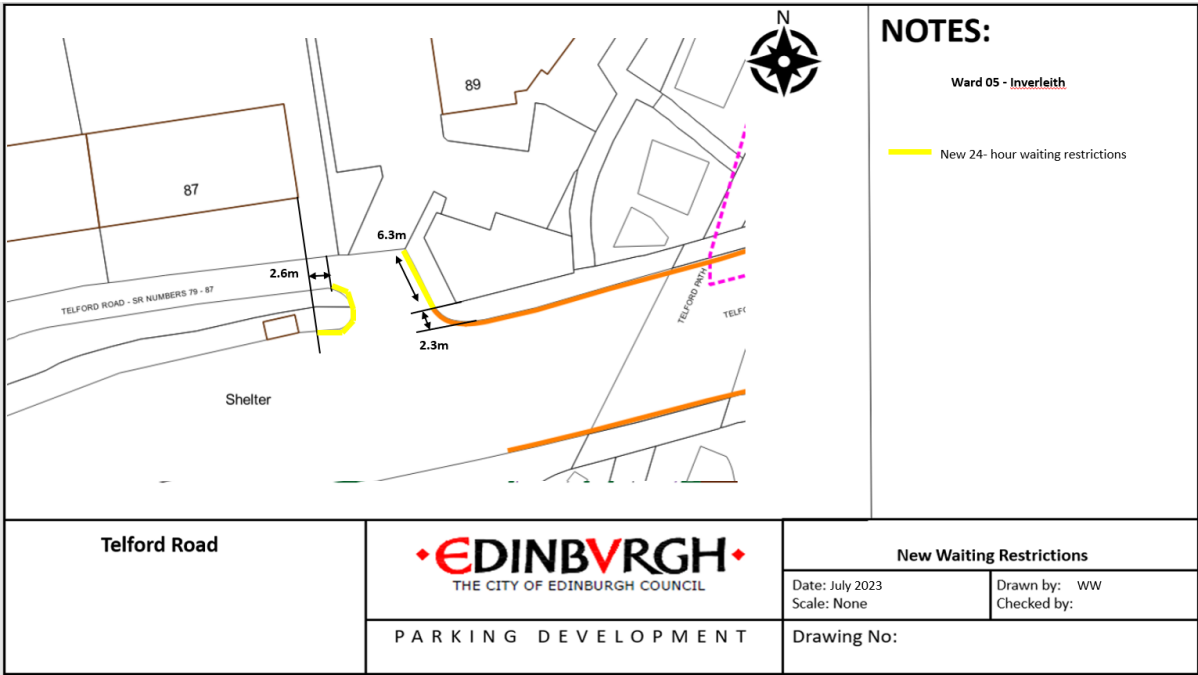 N
NOTES:
Ward 05 - Inverleith
New 24- hour waiting restrictions
89
87
6.3m
2.6m
TELFORD ROAD - SR NUMBERS 79 - 87
2.3m
TELFORD PATH
TELF
Shelter
Telford Road
EDINBVRGH
THE CITY OF EDINBURGH COUNCIL
PARKING DEVELOPMENT
New Waiting Restrictions
Date: July 2023
Scale: None
Drawn by: WW
Checked by:
Drawing No: